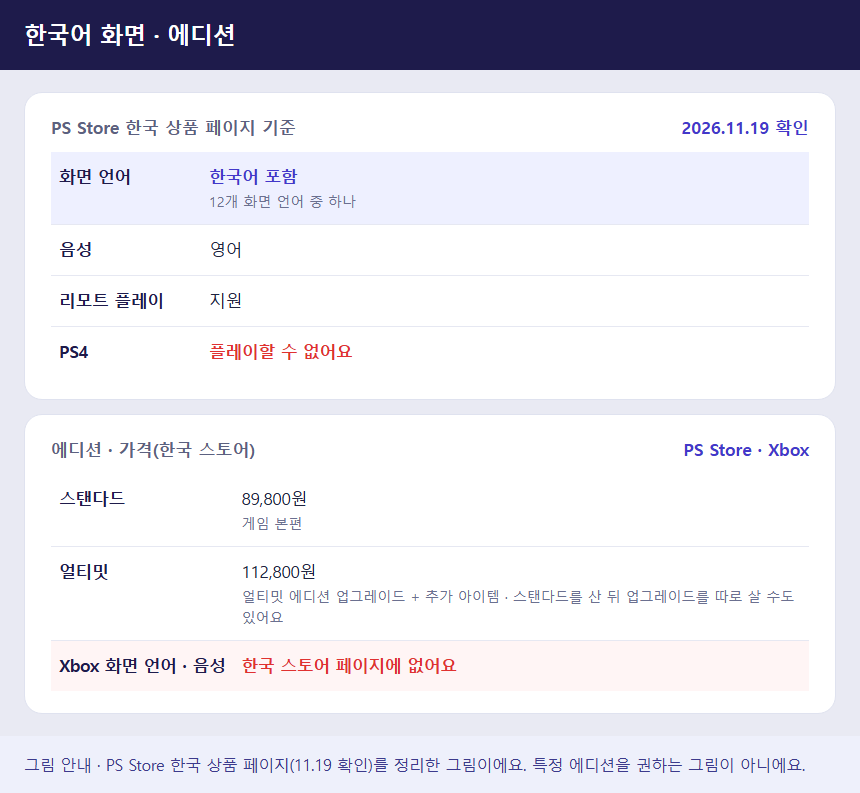 한국어 화면 · 에디션
PS Store 한국 상품 페이지 기준
2026.11.19 확인
화면 언어
한국어 포함
12개 화면 언어 중 하나
음성
영어
리모트 플레이
지원
PS4
플레이할 수 없어요
에디션 · 가격(한국 스토어)
PS Store · Xbox
스탠다드
89,800원
게임 본편
얼티밋
112,800원
얼티밋 에디션 업그레이드 + 추가 아이템 · 스탠다드를 산 뒤 업그레이드를 따로 살 수도
있어요
Xbox 화면 언어 · 음성
한국 스토어 페이지에 없어요
그림 안내 · PS Store 한국 상품 페이지(11.19 확인)를 정리한 그림이에요. 특정 에디션을 권하는 그림이 아니에요.